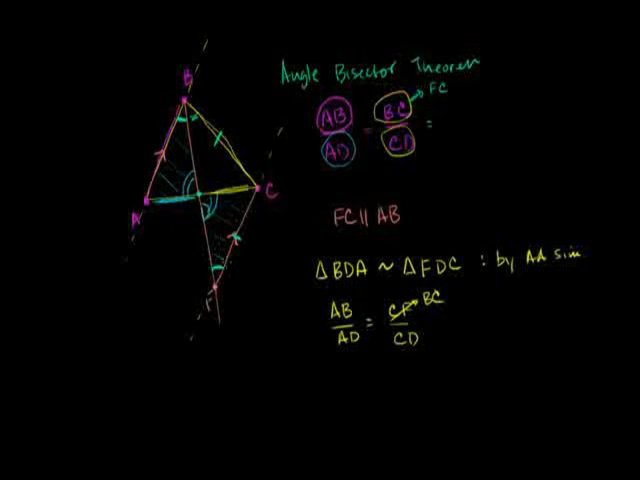 Angle Bisector Theorem
B
AB/AD = BC/CD =
FC
A
C
FC || AB
ΔBDA ~ ΔFDC : by AA sim
F
AB/AD = CF/CD
BC